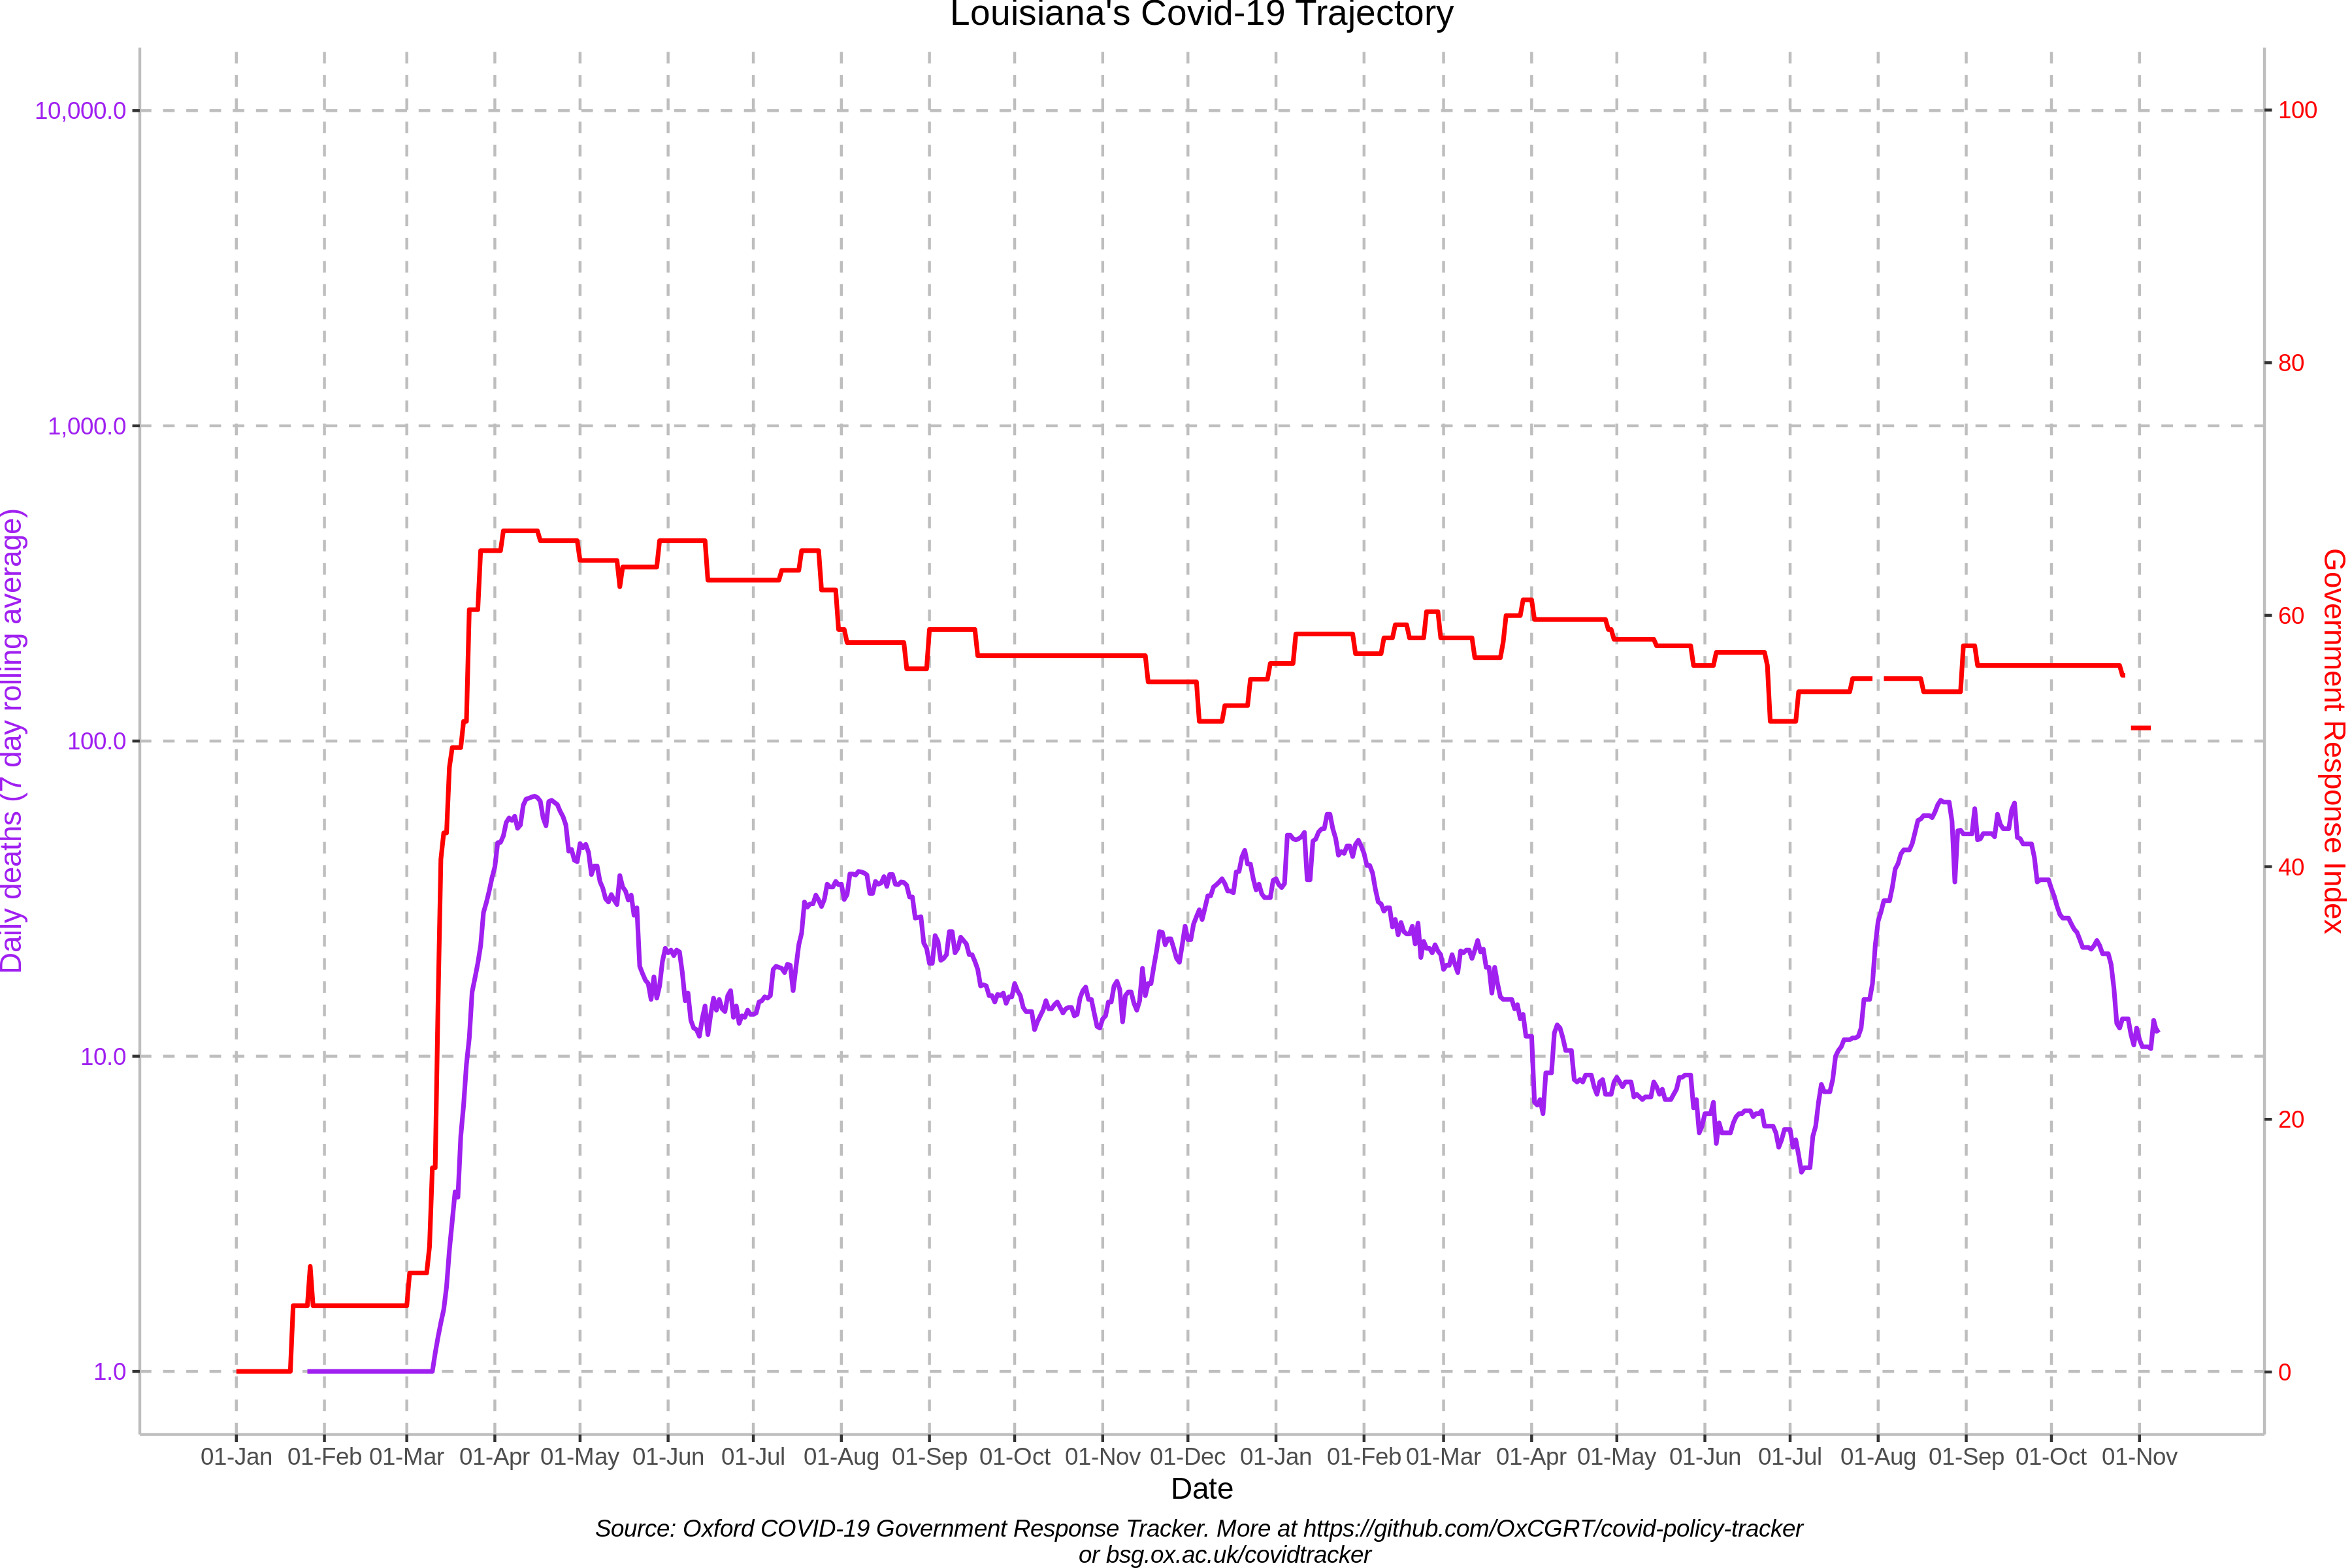 Louisiana's Covid-19 Trajectory
10,000.0
1,000.0
100.0
10.0
1.0
Daily deaths (7 day rolling average)
100
80
60
40
20
0
Government Response Index
01-Jan 01-Feb 01-Mar 01-Apr 01-May 01-Jun 01-Jul 01-Aug 01-Sep 01-Oct 01-Nov 01-Dec 01-Jan 01-Feb 01-Mar 01-Apr 01-May 01-Jun 01-Jul 01-Aug 01-Sep 01-Oct 01-Nov
Date
Source: Oxford COVID-19 Government Response Tracker. More at https://github.com/OxCGRT/covid-policy-tracker
or bsg.ox.ac.uk/covidtracker